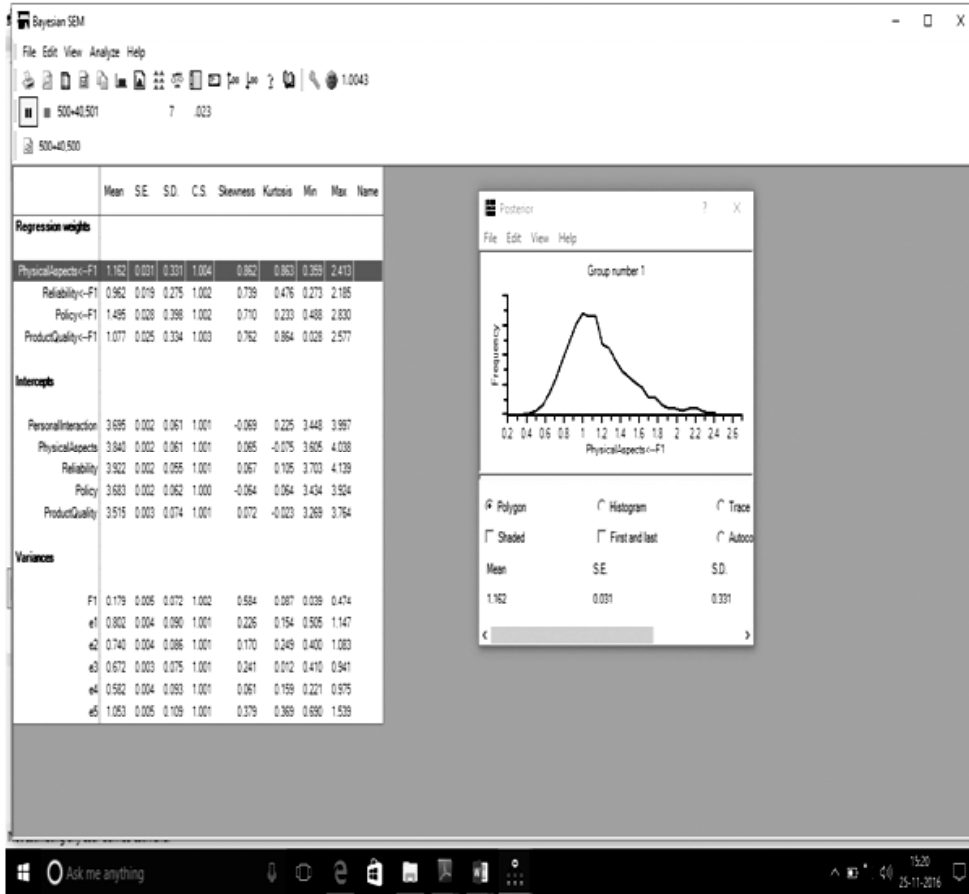 Bayesian SEM
File Edit View Analyze Help
1.0043
500+40,501 7 .023
500+40,500
Mean S.E. S.D. C.S. Skewness Kurtosis Min Max Name
Regression weights
PhysicalAspects<--F1 1.162 0.031 0.331 1.004 0.862 0.863 0.359 2.413
Reliability<--F1 0.962 0.019 0.275 1.002 0.739 0.476 0.273 2.185
Policy<--F1 1.495 0.028 0.398 1.002 0.710 0.233 0.488 2.830
ProductQuality<--F1 1.077 0.025 0.334 1.003 0.762 0.864 0.028 2.577
Intercepts
PersonalInteraction 3.695 0.002 0.061 1.001 -0.069 0.225 3.448 3.997
PhysicalAspects 3.840 0.002 0.061 1.001 0.065 -0.075 3.605 4.038
Reliability 3.922 0.002 0.055 1.001 0.067 0.105 3.703 4.139
Policy 3.683 0.002 0.062 1.000 -0.064 0.064 3.434 3.924
ProductQuality 3.515 0.003 0.074 1.001 0.072 -0.023 3.269 3.764
Variances
F1 0.179 0.005 0.072 1.002 0.584 0.087 0.039 0.474
e1 0.802 0.004 0.090 1.001 0.226 0.154 0.505 1.147
e2 0.740 0.004 0.086 1.001 0.170 0.249 0.400 1.083
e3 0.672 0.003 0.075 1.001 0.241 0.012 0.410 0.941
e4 0.582 0.004 0.093 1.001 0.061 0.159 0.221 0.975
e5 1.053 0.005 0.109 1.001 0.379 0.369 0.690 1.539
Posterior ? X
File Edit View Help
Group number 1
Frequency
0.2 0.4 0.6 0.8 1 1.2 1.4 1.6 1.8 2 2.2 2.4 2.6
PhysicalAspects<--F1
Polygon Histogram Trace
Shaded First and last Autoco
Mean S.E. S.D.
1.162 0.031 0.331
Ask me anything
15:20
25-11-2016